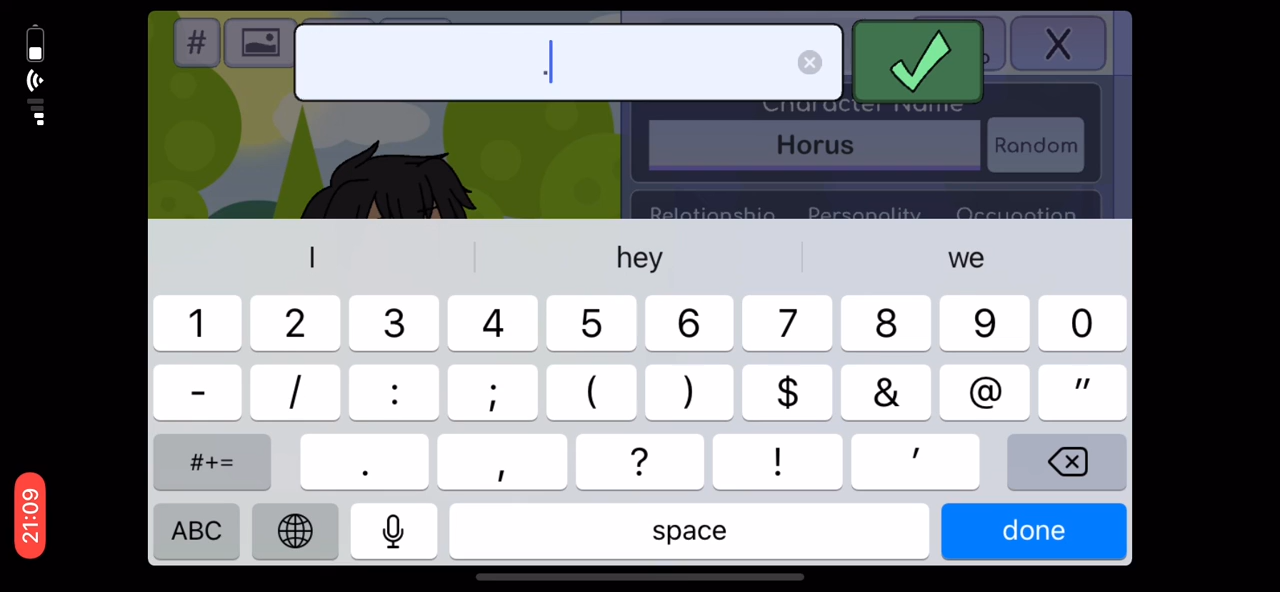 #
.
X
Character Name
Horus
Random
Relationship Personality Occupation
I hey we
1 2 3 4 5 6 7 8 9 0
- / : ; ( ) $ & @ "
#+= . , ? ! '
ABC space done
21:09